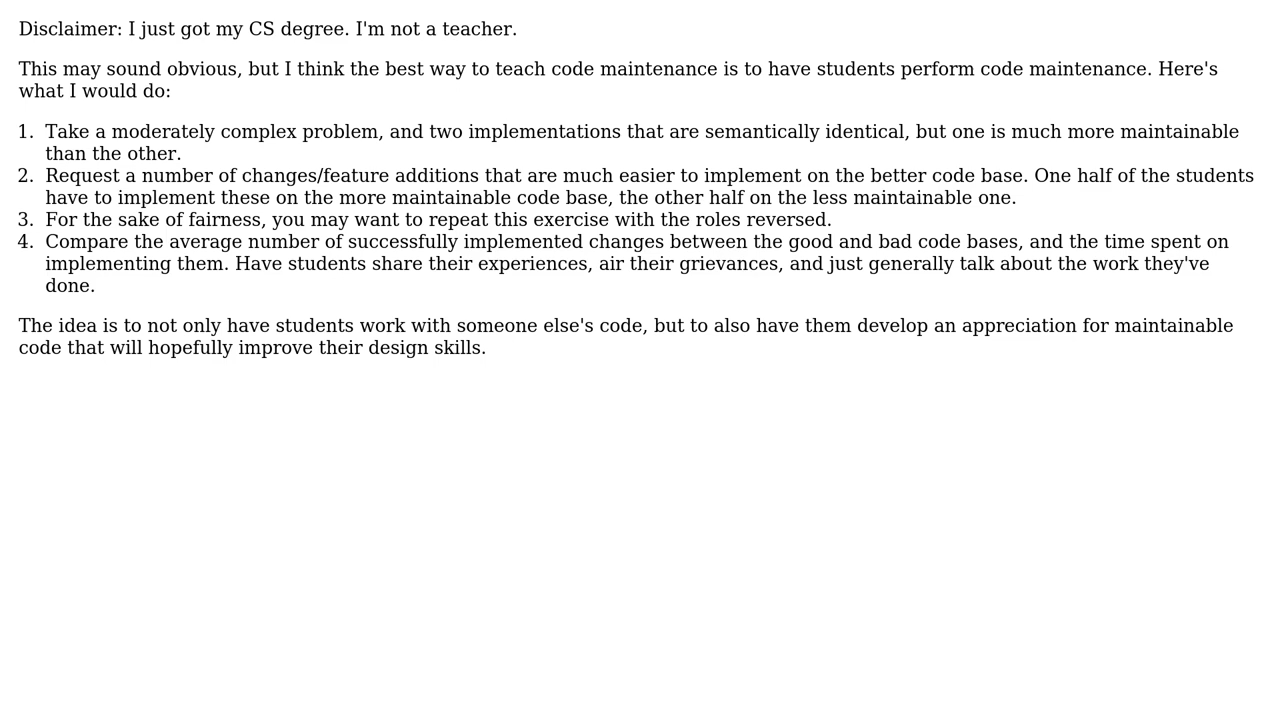 Disclaimer: I just got my CS degree. I'm not a teacher.
This may sound obvious, but I think the best way to teach code maintenance is to have students perform code maintenance. Here's
what I would do:
1. Take a moderately complex problem, and two implementations that are semantically identical, but one is much more maintainable
than the other.
2. Request a number of changes/feature additions that are much easier to implement on the better code base. One half of the students
have to implement these on the more maintainable code base, the other half on the less maintainable one.
3. For the sake of fairness, you may want to repeat this exercise with the roles reversed.
4. Compare the average number of successfully implemented changes between the good and bad code bases, and the time spent on
implementing them. Have students share their experiences, air their grievances, and just generally talk about the work they've
done.
The idea is to not only have students work with someone else's code, but to also have them develop an appreciation for maintainable
code that will hopefully improve their design skills.